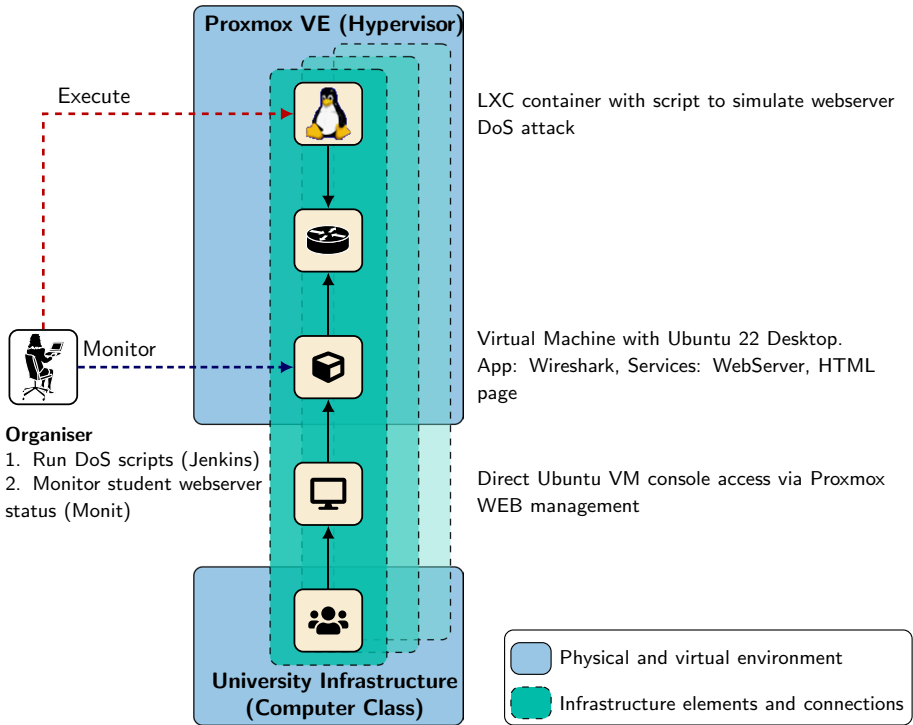 Proxmox VE (Hypervisor)
Execute
LXC container with script to simulate webserver
DoS attack
Monitor
Virtual Machine with Ubuntu 22 Desktop.
App: Wireshark, Services: WebServer, HTML
page
Organiser
1. Run DoS scripts (Jenkins)
2. Monitor student webserver
status (Monit)
Direct Ubuntu VM console access via Proxmox
WEB management
University Infrastructure
(Computer Class)
Physical and virtual environment
Infrastructure elements and connections